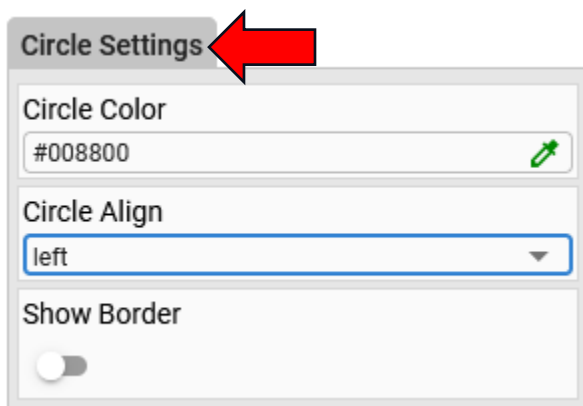 Circle Settings
Circle Color
#008800
Circle Align
left
Show Border